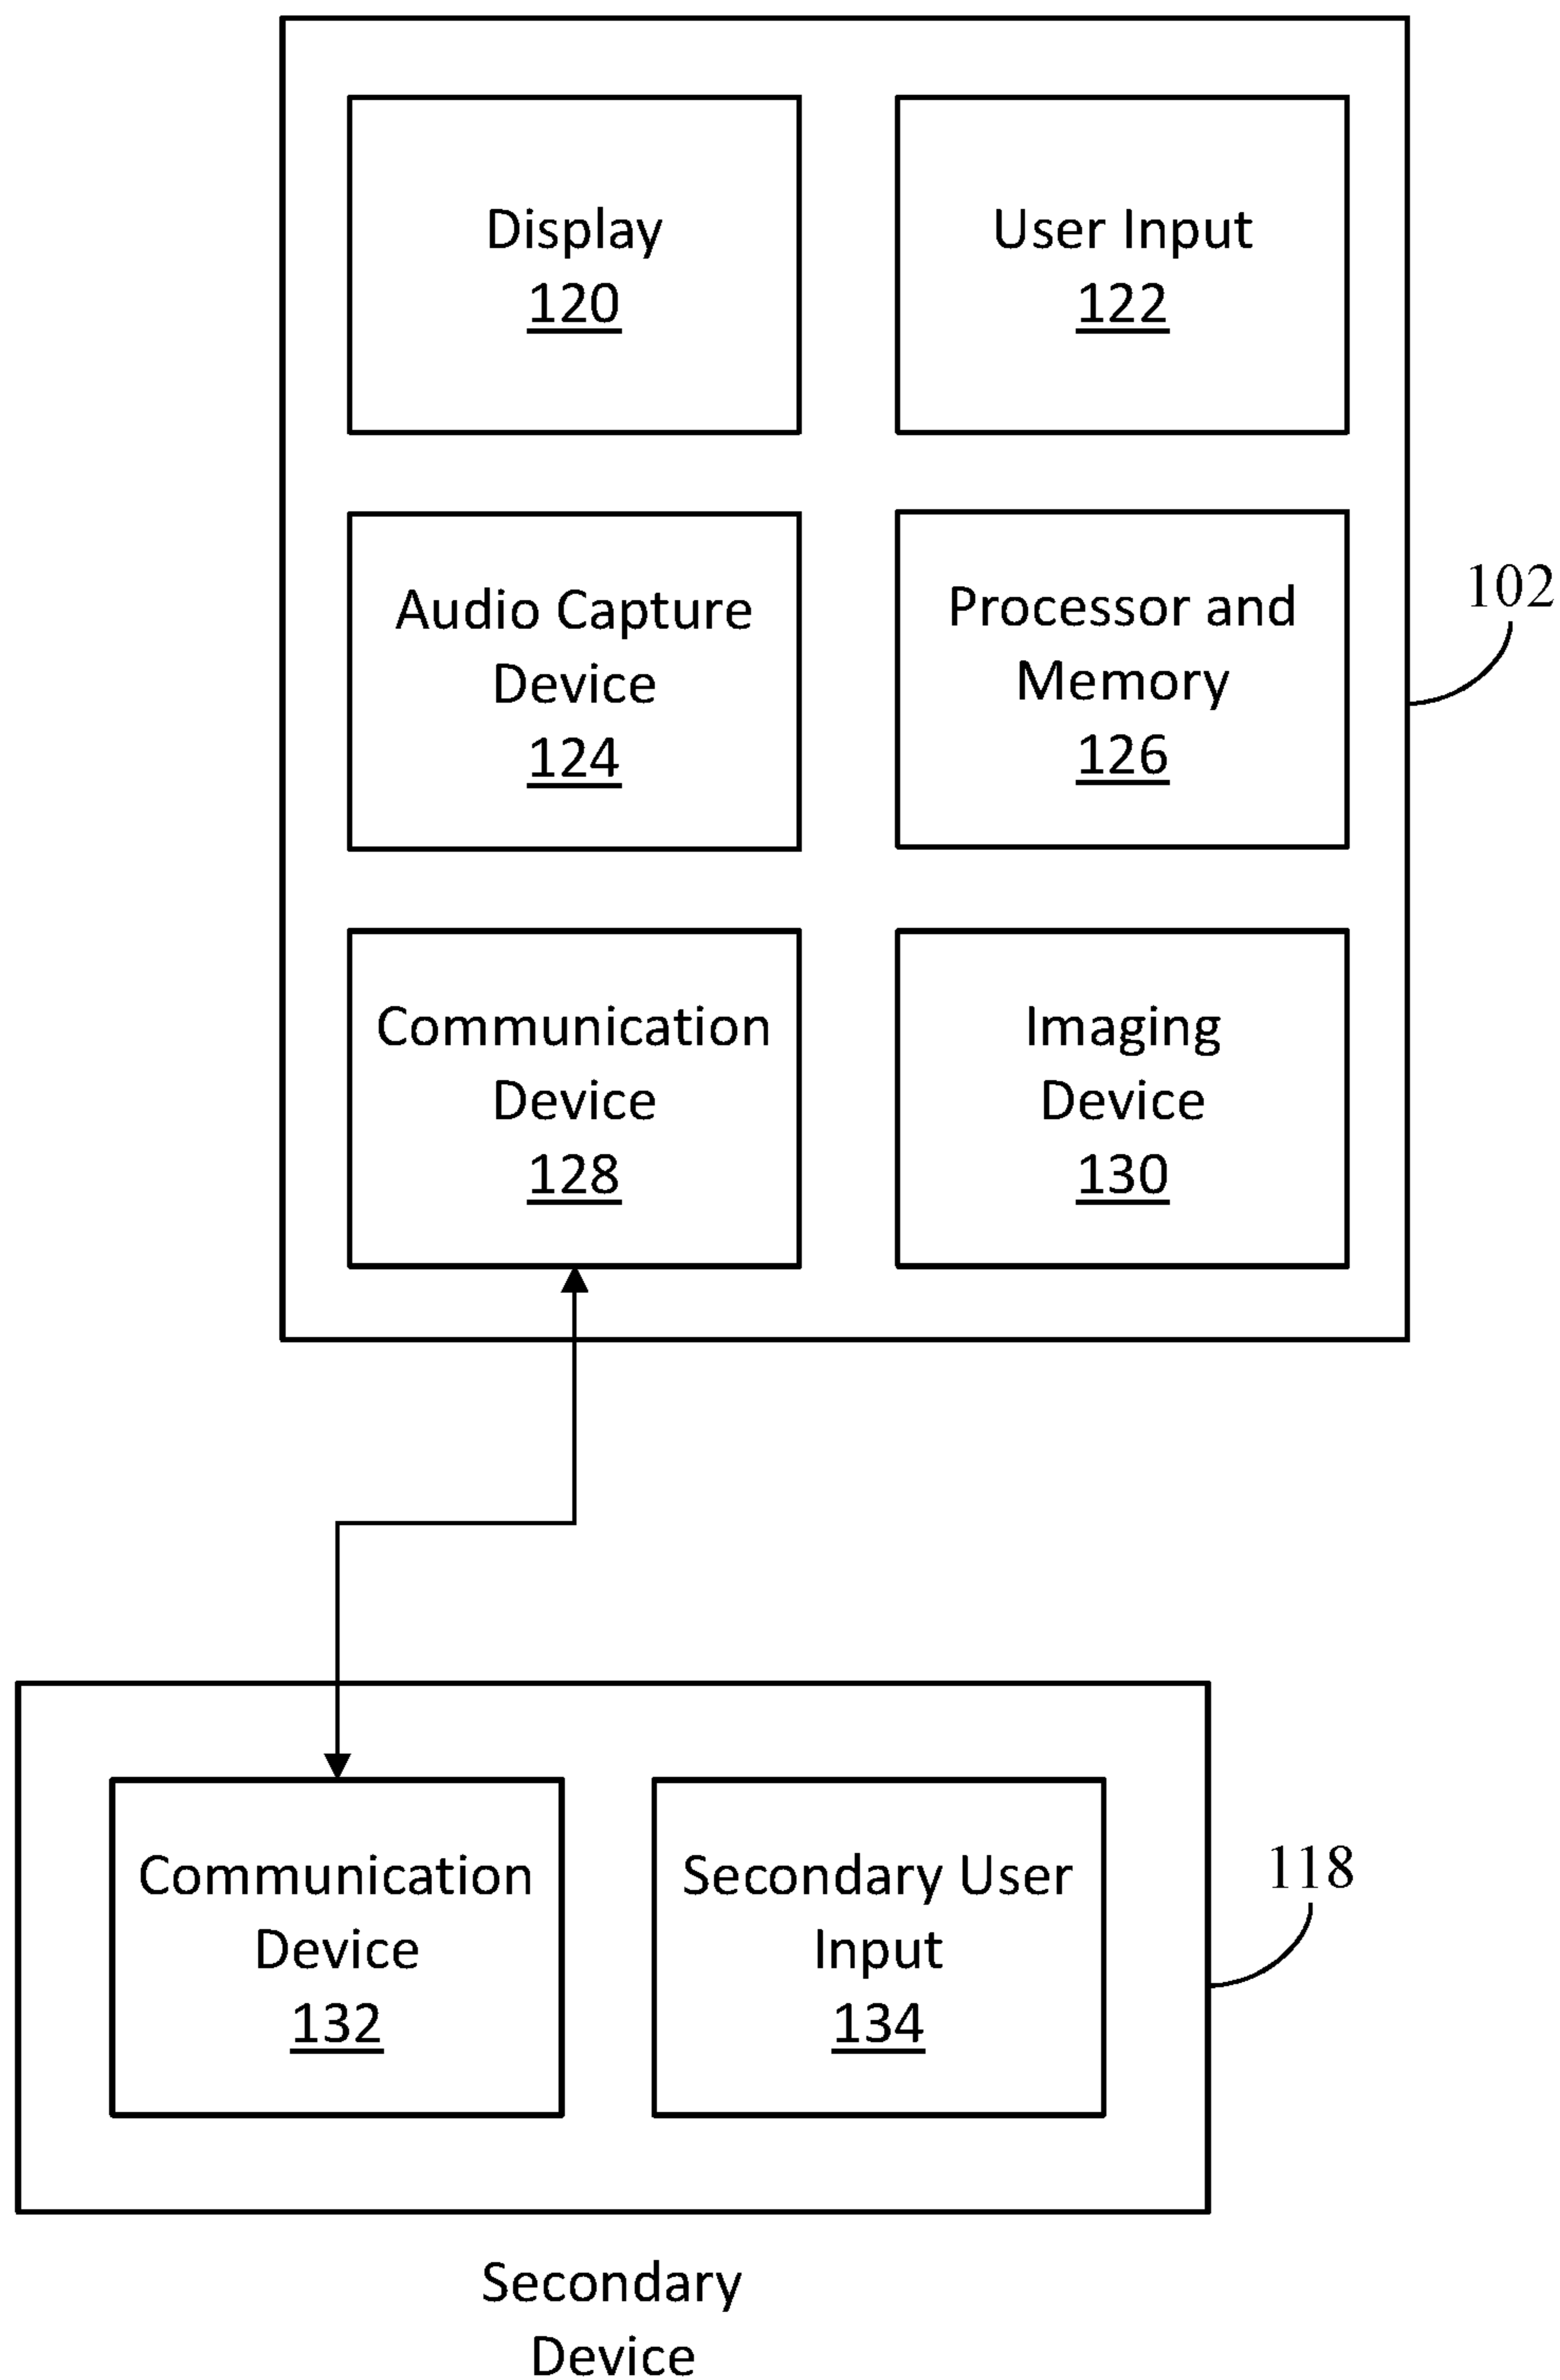 Display
120
User Input
122
Audio Capture
Device
124
Processor and
Memory
126
102
Communication
Device
128
Imaging
Device
130
Communication
Device
132
Secondary User
Input
134
118
Secondary
Device